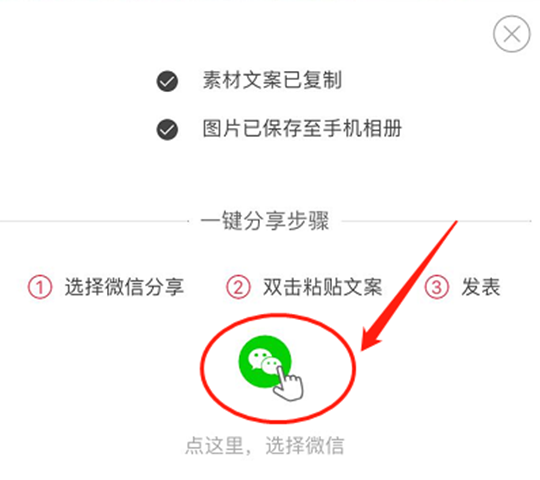 素材文案已复制
图片已保存至手机相册
一键分享步骤
① 选择微信分享 ② 双击粘贴文案 ③ 发表
点这里，选择微信